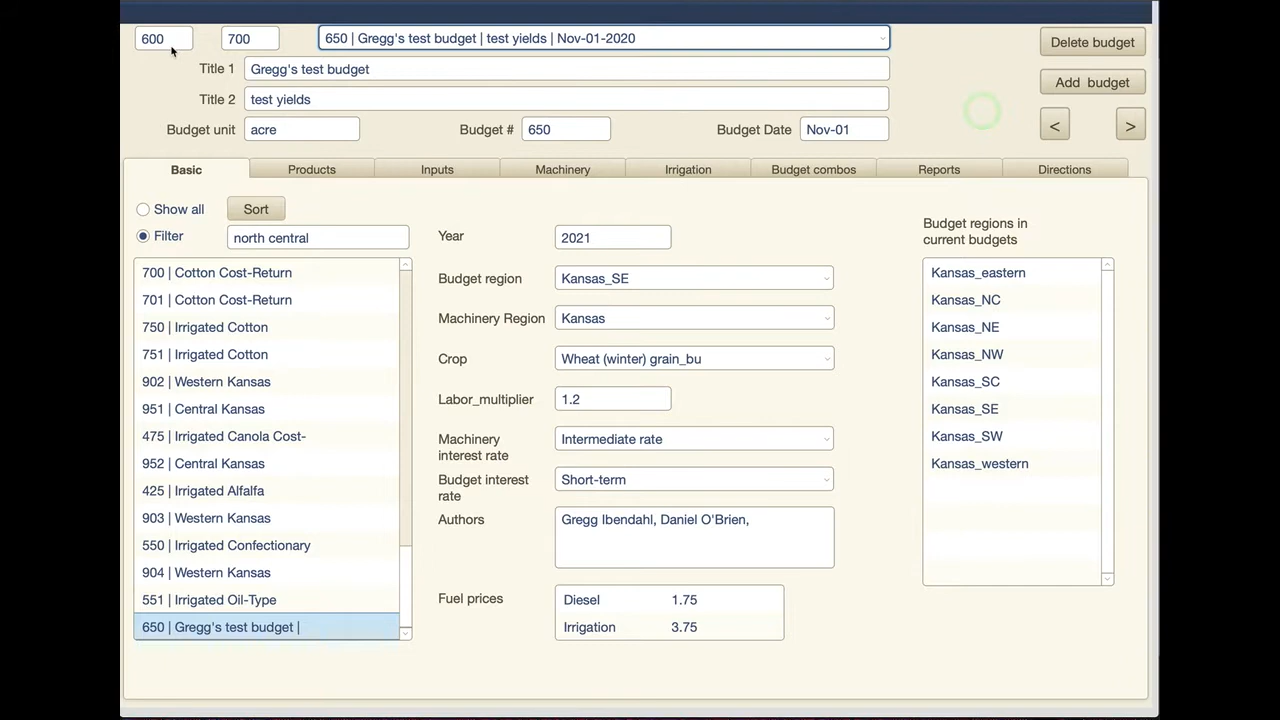 600
700
650 | Gregg's test budget | test yields | Nov-01-2020
Delete budget
Title 1
Gregg's test budget
Add budget
Title 2
test yields
Budget unit
acre
Budget #
650
Budget Date
Nov-01
<
>
Basic
Products
Inputs
Machinery
Irrigation
Budget combos
Reports
Directions
Show all
Sort
Filter
north central
700 | Cotton Cost-Return
701 | Cotton Cost-Return
750 | Irrigated Cotton
751 | Irrigated Cotton
902 | Western Kansas
951 | Central Kansas
475 | Irrigated Canola Cost-
952 | Central Kansas
425 | Irrigated Alfalfa
903 | Western Kansas
550 | Irrigated Confectionary
904 | Western Kansas
551 | Irrigated Oil-Type
650 | Gregg's test budget |
Year
2021
Budget region
Kansas_SE
Machinery Region
Kansas
Crop
Wheat (winter) grain_bu
Labor_multiplier
1.2
Machinery
interest rate
Intermediate rate
Budget interest
rate
Short-term
Authors
Gregg Ibendahl, Daniel O'Brien,
Fuel prices
Diesel 1.75
Irrigation 3.75
Budget regions in
current budgets
Kansas_eastern
Kansas_NC
Kansas_NE
Kansas_NW
Kansas_SC
Kansas_SE
Kansas_SW
Kansas_western